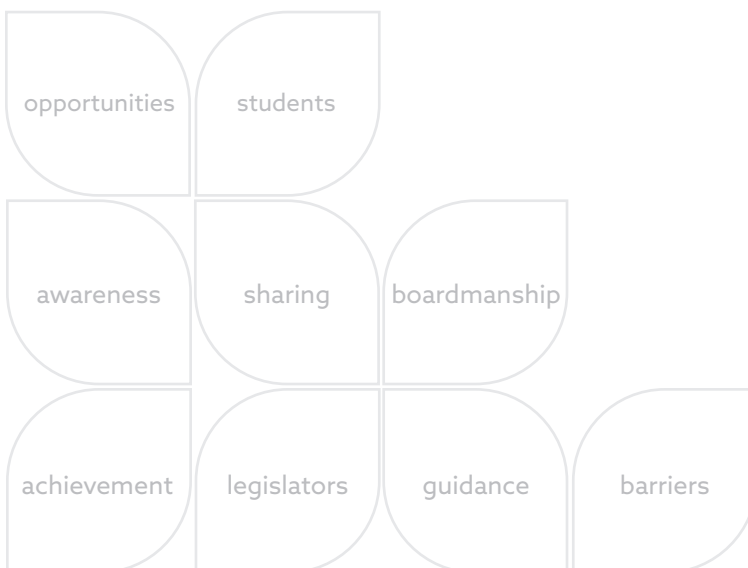 opportunities students
awareness sharing boardmanship
achievement legislators guidance barriers